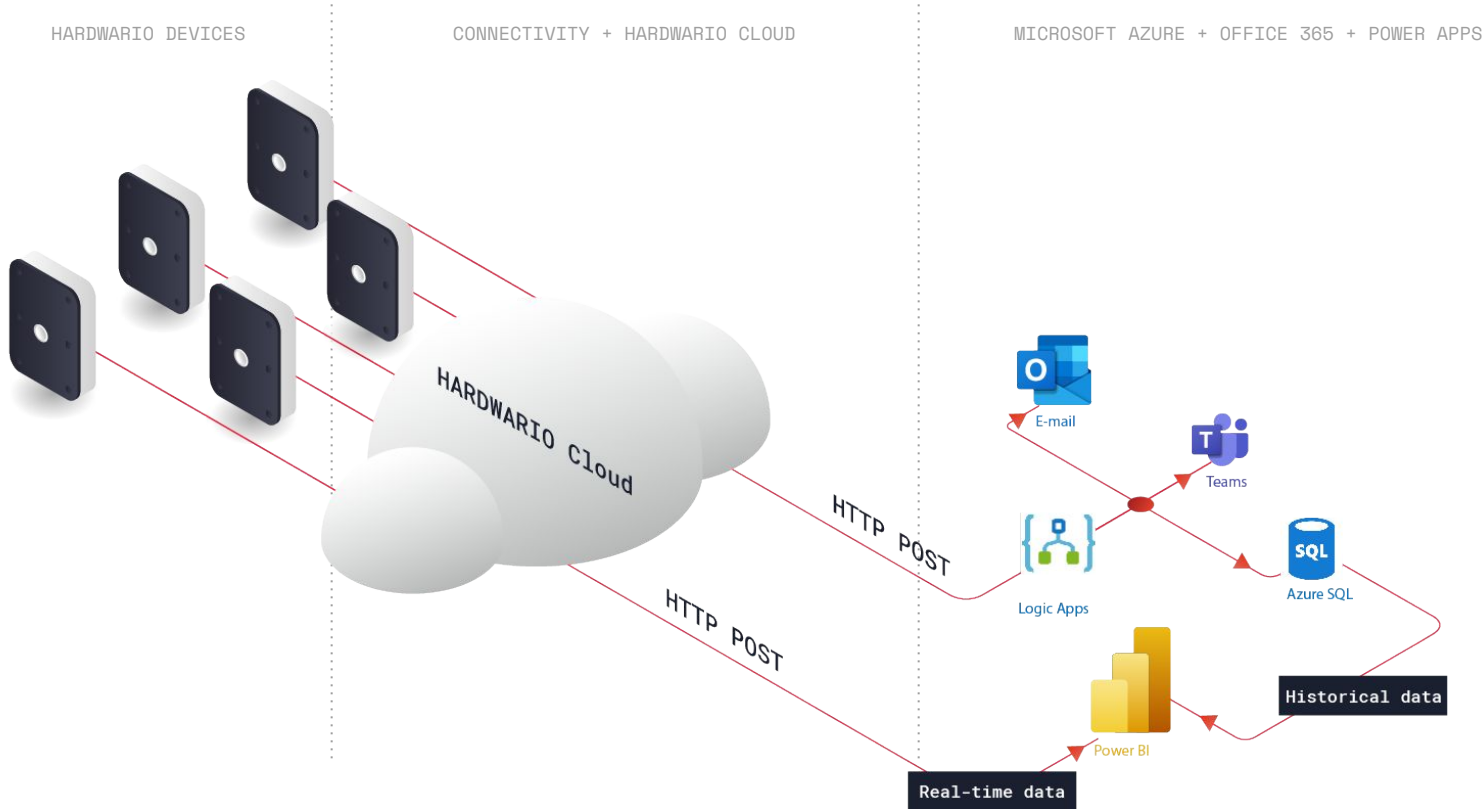 HARDWARIO DEVICES
CONNECTIVITY + HARDWARIO CLOUD
MICROSOFT AZURE + OFFICE 365 + POWER APPS
HARDWARIO Cloud
HTTP POST
HTTP POST
O
E-mail
T
Teams
Logic Apps
SQL
Azure SQL
Historical data
Power BI
Real-time data